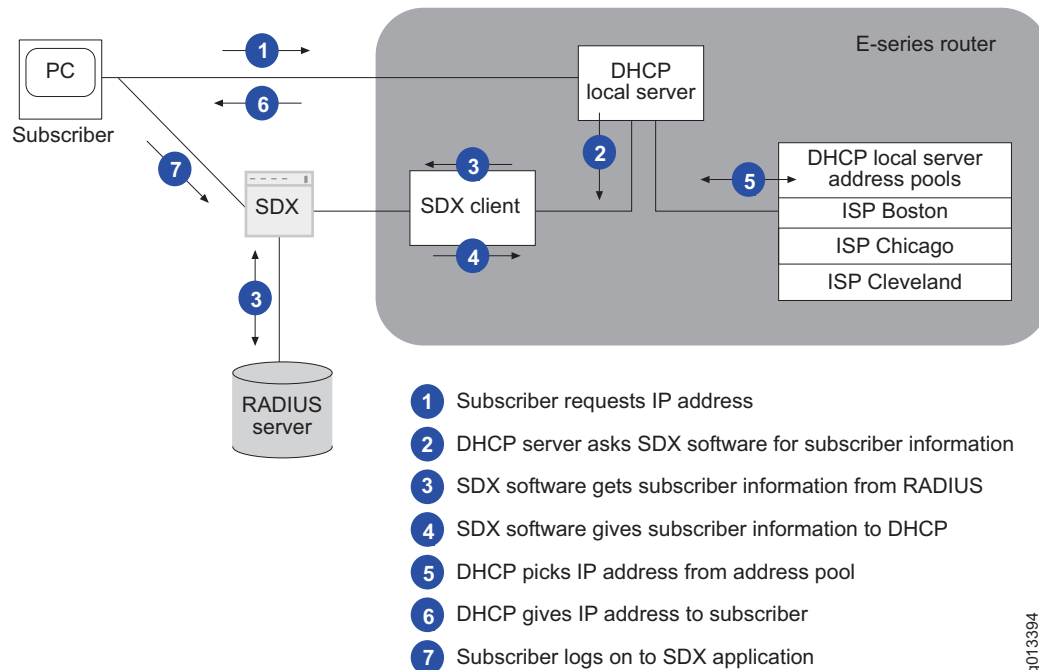 E-series router
1
PC
DHCP
local server
6
Subscriber
2
3
7
DHCP local server
address pools
5
SDX
SDX client
ISP Boston
ISP Chicago
4
ISP Cleveland
3
RADIUS
server
1 Subscriber requests IP address
2 DHCP server asks SDX software for subscriber information
3 SDX software gets subscriber information from RADIUS
4 SDX software gives subscriber information to DHCP
5 DHCP picks IP address from address pool
6 DHCP gives IP address to subscriber
7 Subscriber logs on to SDX application
g013394